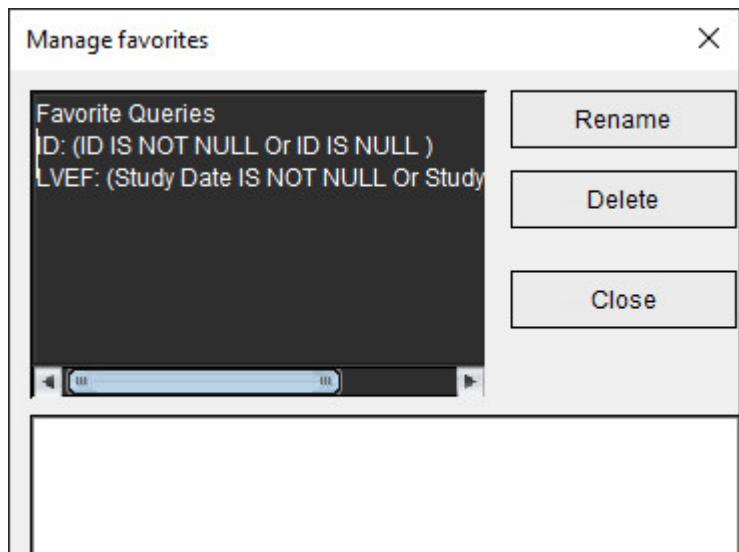 Manage favorites
Favorite Queries
ID: (ID IS NOT NULL Or ID IS NULL )
LVEF: (Study Date IS NOT NULL Or Study
Rename
Delete
Close